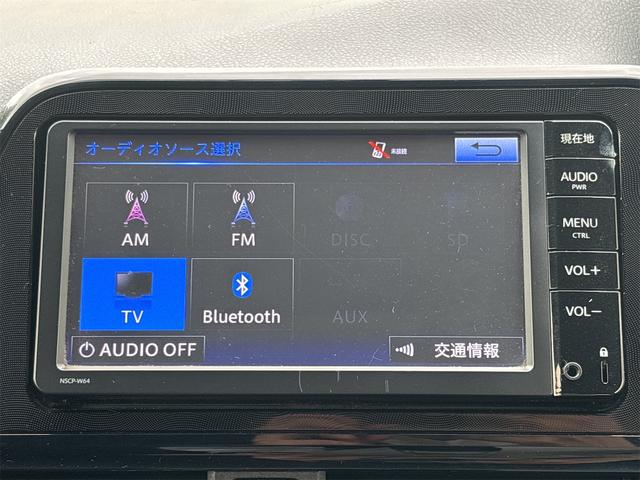 オーディオソース選択
未接続
現在地
AUDIO
PWR
MENU
CTRL
VOL+
VOL−
AM
FM
DISC
SD
TV
Bluetooth
AUX
AUDIO OFF
交通情報
NSCP-W64